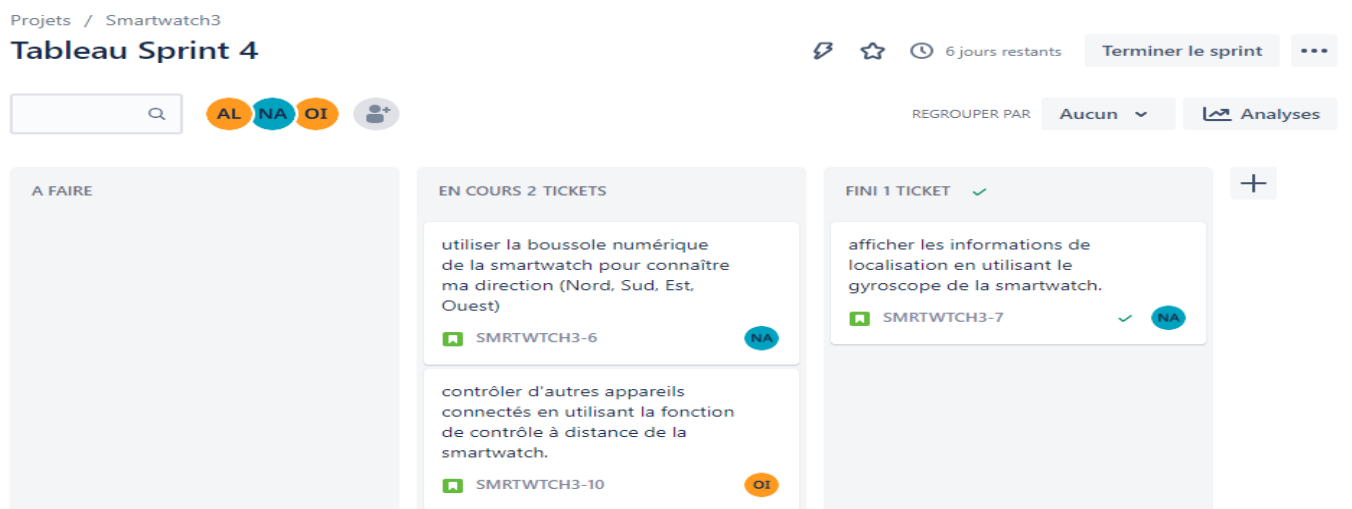 Projets / Smartwatch3
Tableau Sprint 4
6 jours restants
Terminer le sprint
AL NA OI
REGROUPER PAR
Aucun
Analyses
A FAIRE
EN COURS 2 TICKETS
utiliser la boussole numérique
de la smartwatch pour connaître
ma direction (Nord, Sud, Est,
Ouest)
SMRTWTCH3-6
NA
contrôler d'autres appareils
connectés en utilisant la fonction
de contrôle à distance de la
smartwatch.
SMRTWTCH3-10
OI
FINI 1 TICKET
afficher les informations de
localisation en utilisant le
gyroscope de la smartwatch.
SMRTWTCH3-7
NA